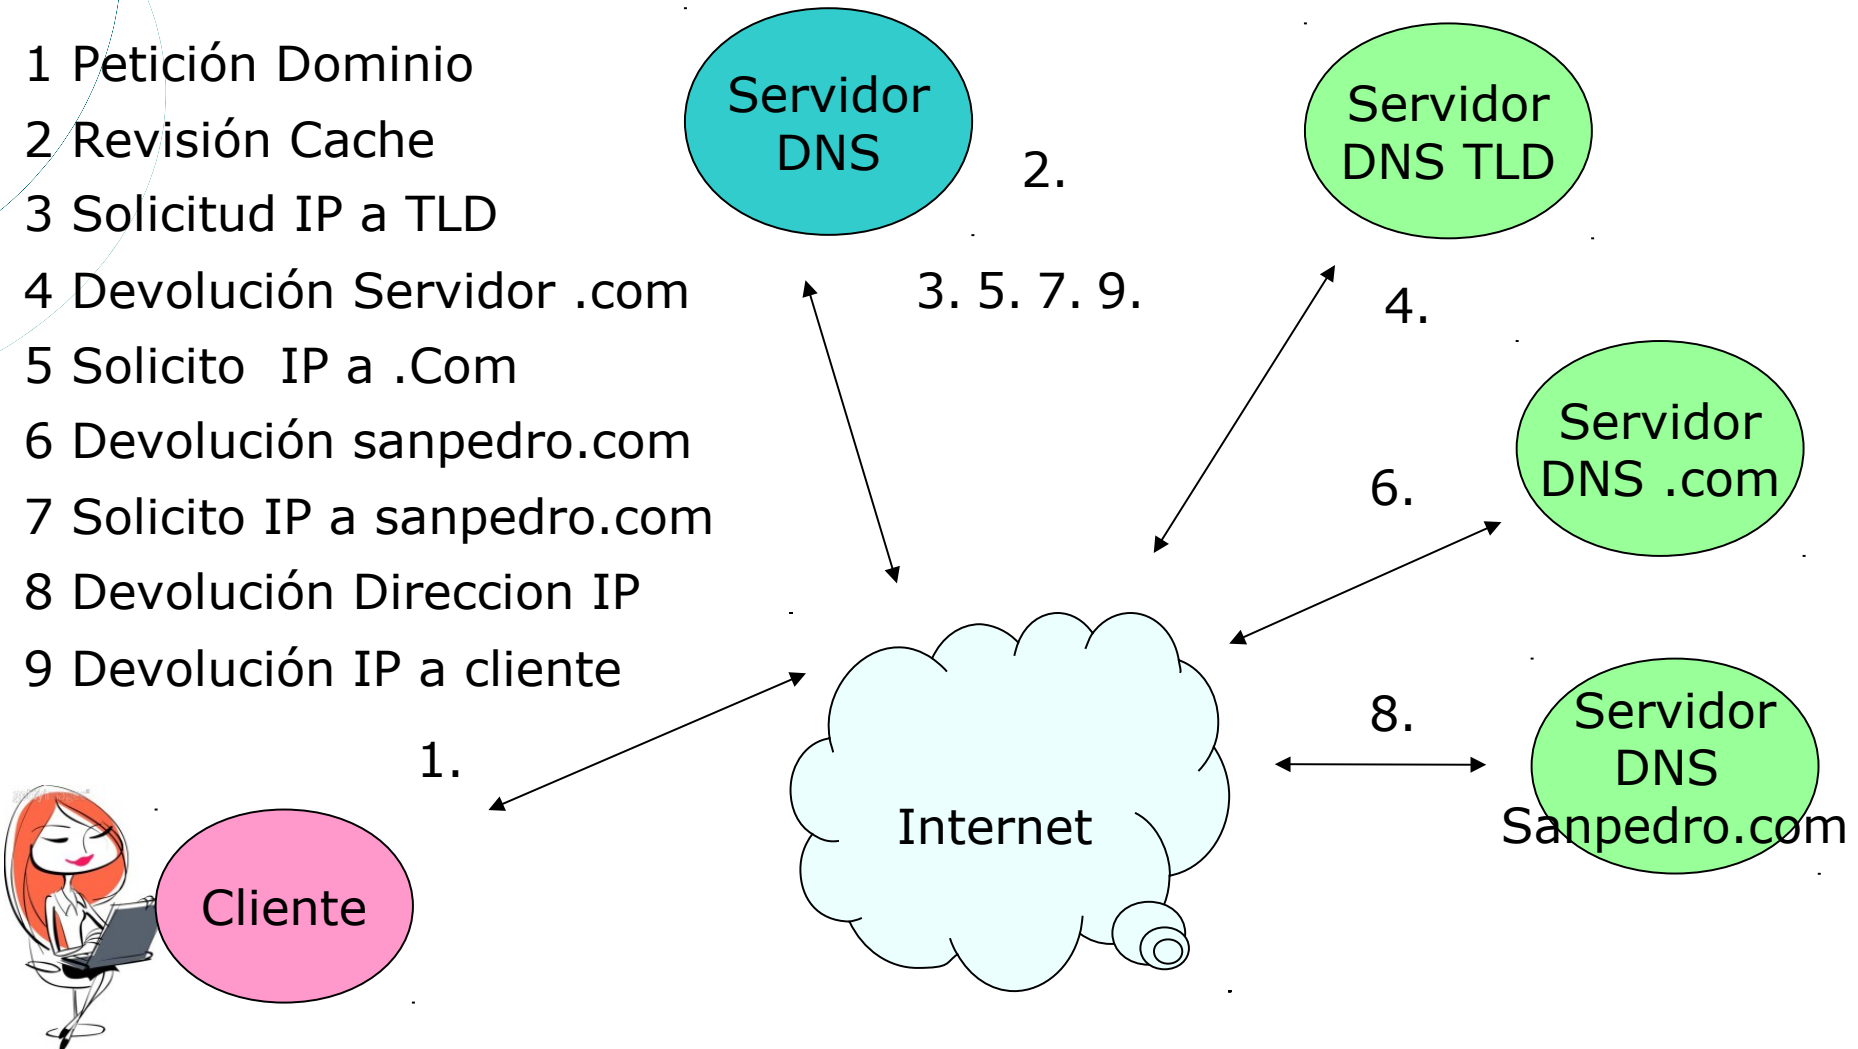 1 Petición Dominio
2 Revisión Cache
3 Solicitud IP a TLD
4 Devolución Servidor .com
5 Solicito  IP a .Com
6 Devolución sanpedro.com
7 Solicito IP a sanpedro.com
8 Devolución Direccion IP
9 Devolución IP a cliente
Servidor
DNS
2.
3. 5. 7. 9.
Servidor
DNS TLD
4.
Servidor
DNS .com
6.
Servidor
DNS
Sanpedro.com
8.
1.
Internet
Cliente